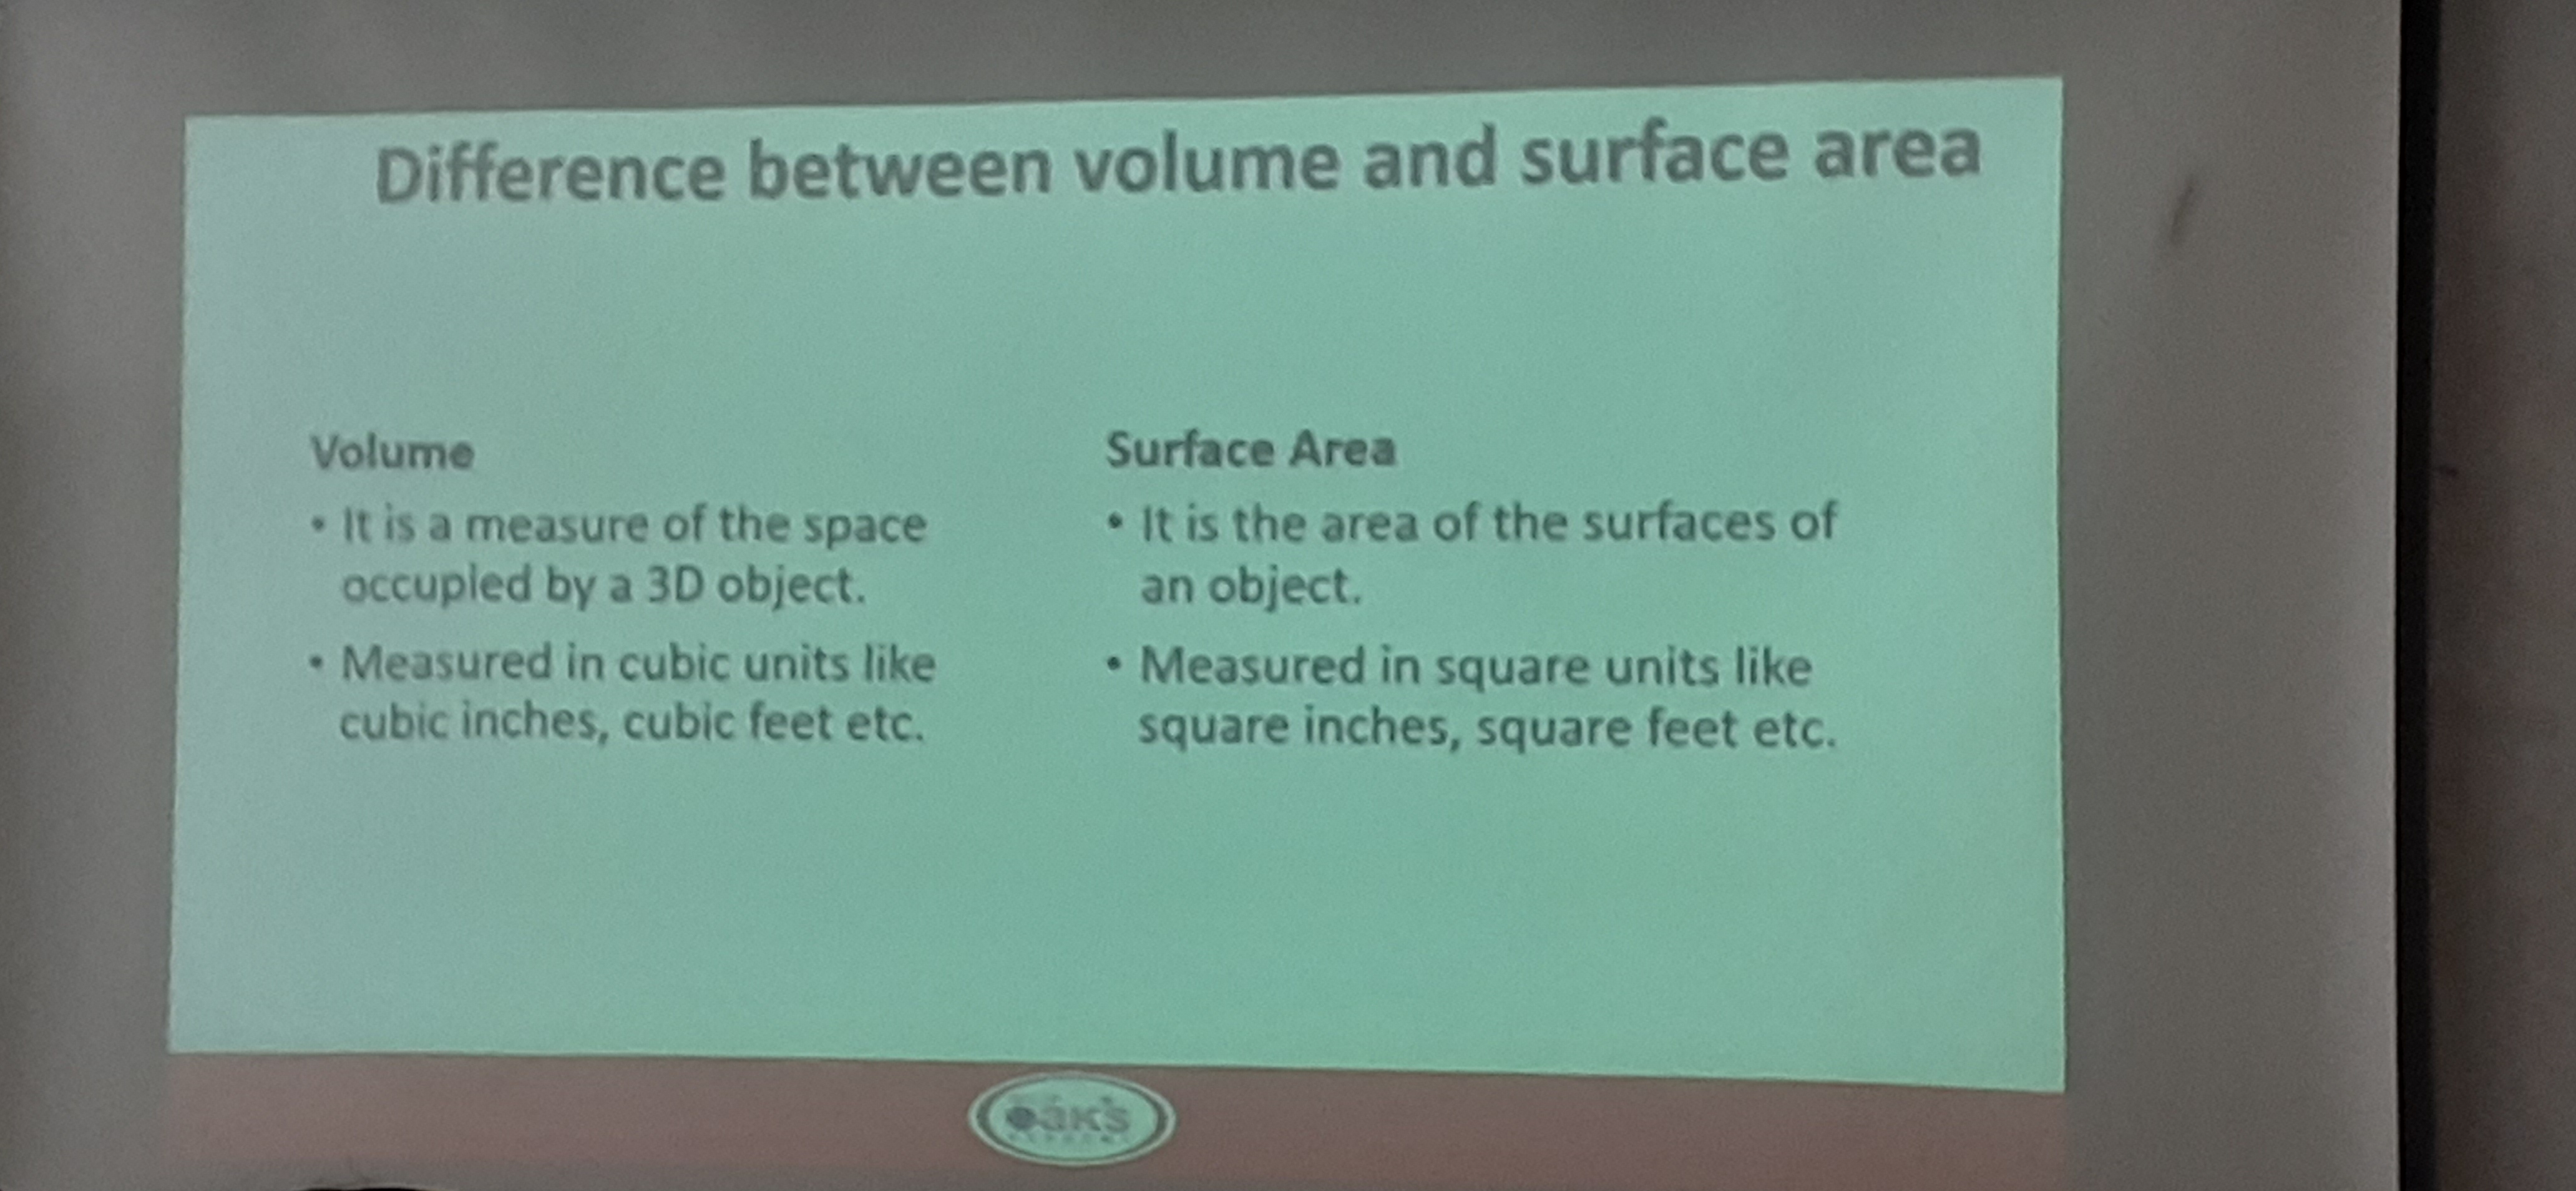 Difference between volume and surface area
Volume
• It is a measure of the space
occupied by a 3D object.
• Measured in cubic units like
cubic inches, cubic feet etc.
Surface Area
• It is the area of the surfaces of
an object.
• Measured in square units like
square inches, square feet etc.
OAK'S